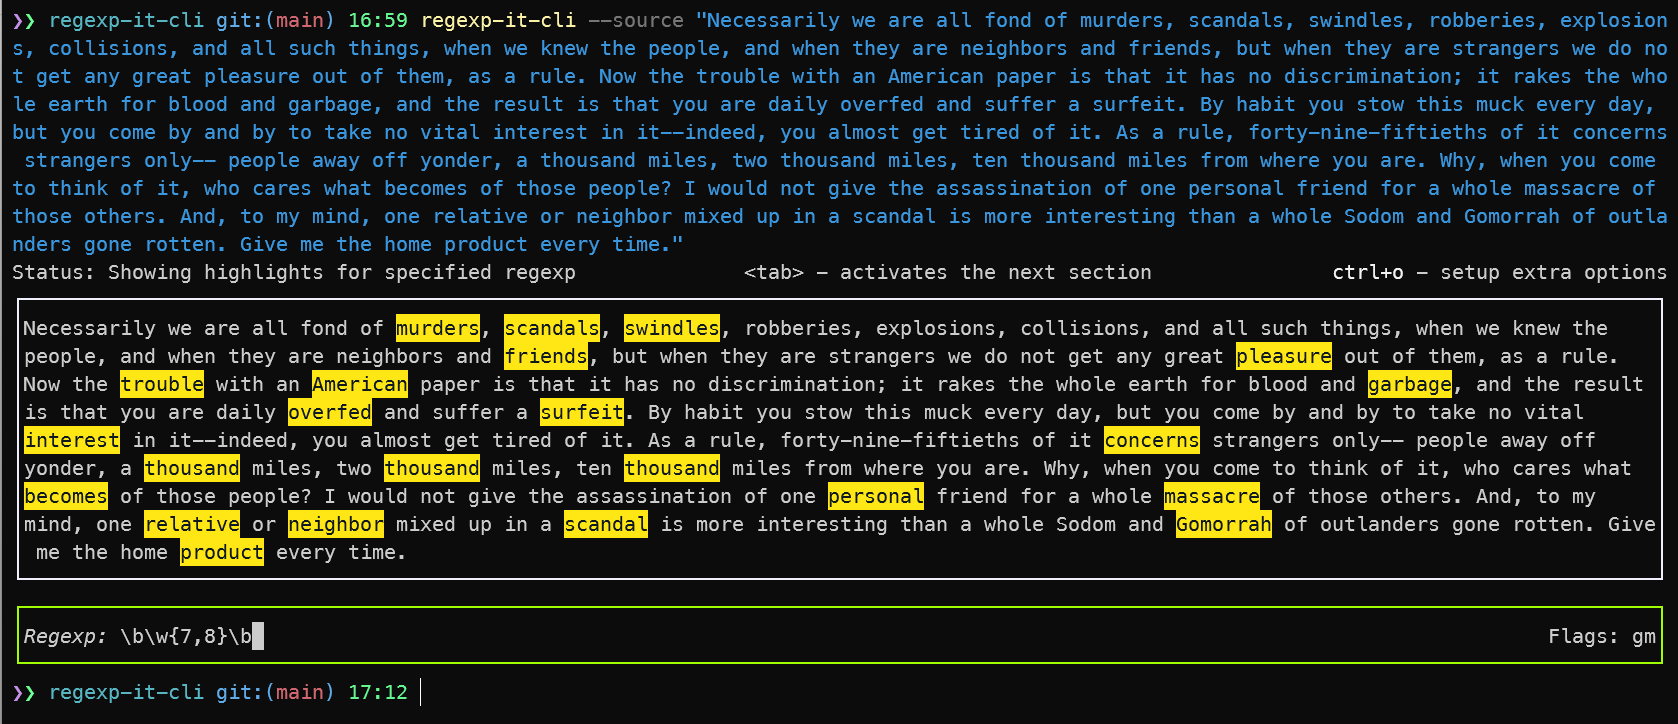 ❯❯ regexp-it-cli git:(main) 16:59 regexp-it-cli --source "Necessarily we are all fond of murders, scandals, swindles, robberies, explosion
s, collisions, and all such things, when we knew the people, and when they are neighbors and friends, but when they are strangers we do no
t get any great pleasure out of them, as a rule. Now the trouble with an American paper is that it has no discrimination; it rakes the who
le earth for blood and garbage, and the result is that you are daily overfed and suffer a surfeit. By habit you stow this muck every day,
but you come by and by to take no vital interest in it--indeed, you almost get tired of it. As a rule, forty-nine-fiftieths of it concerns
strangers only-- people away off yonder, a thousand miles, two thousand miles, ten thousand miles from where you are. Why, when you come
to think of it, who cares what becomes of those people? I would not give the assassination of one personal friend for a whole massacre of
those others. And, to my mind, one relative or neighbor mixed up in a scandal is more interesting than a whole Sodom and Gomorrah of outla
nders gone rotten. Give me the home product every time."
Status: Showing highlights for specified regexp <tab> - activates the next section ctrl+o - setup extra options
Necessarily we are all fond of murders, scandals, swindles, robberies, explosions, collisions, and all such things, when we knew the
people, and when they are neighbors and friends, but when they are strangers we do not get any great pleasure out of them, as a rule.
Now the trouble with an American paper is that it has no discrimination; it rakes the whole earth for blood and garbage, and the result
is that you are daily overfed and suffer a surfeit. By habit you stow this muck every day, but you come by and by to take no vital
interest in it--indeed, you almost get tired of it. As a rule, forty-nine-fiftieths of it concerns strangers only-- people away off
yonder, a thousand miles, two thousand miles, ten thousand miles from where you are. Why, when you come to think of it, who cares what
becomes of those people? I would not give the assassination of one personal friend for a whole massacre of those others. And, to my
mind, one relative or neighbor mixed up in a scandal is more interesting than a whole Sodom and Gomorrah of outlanders gone rotten. Give
me the home product every time.
Regexp: \b\w{7,8}\b Flags: gm
❯❯ regexp-it-cli git:(main) 17:12